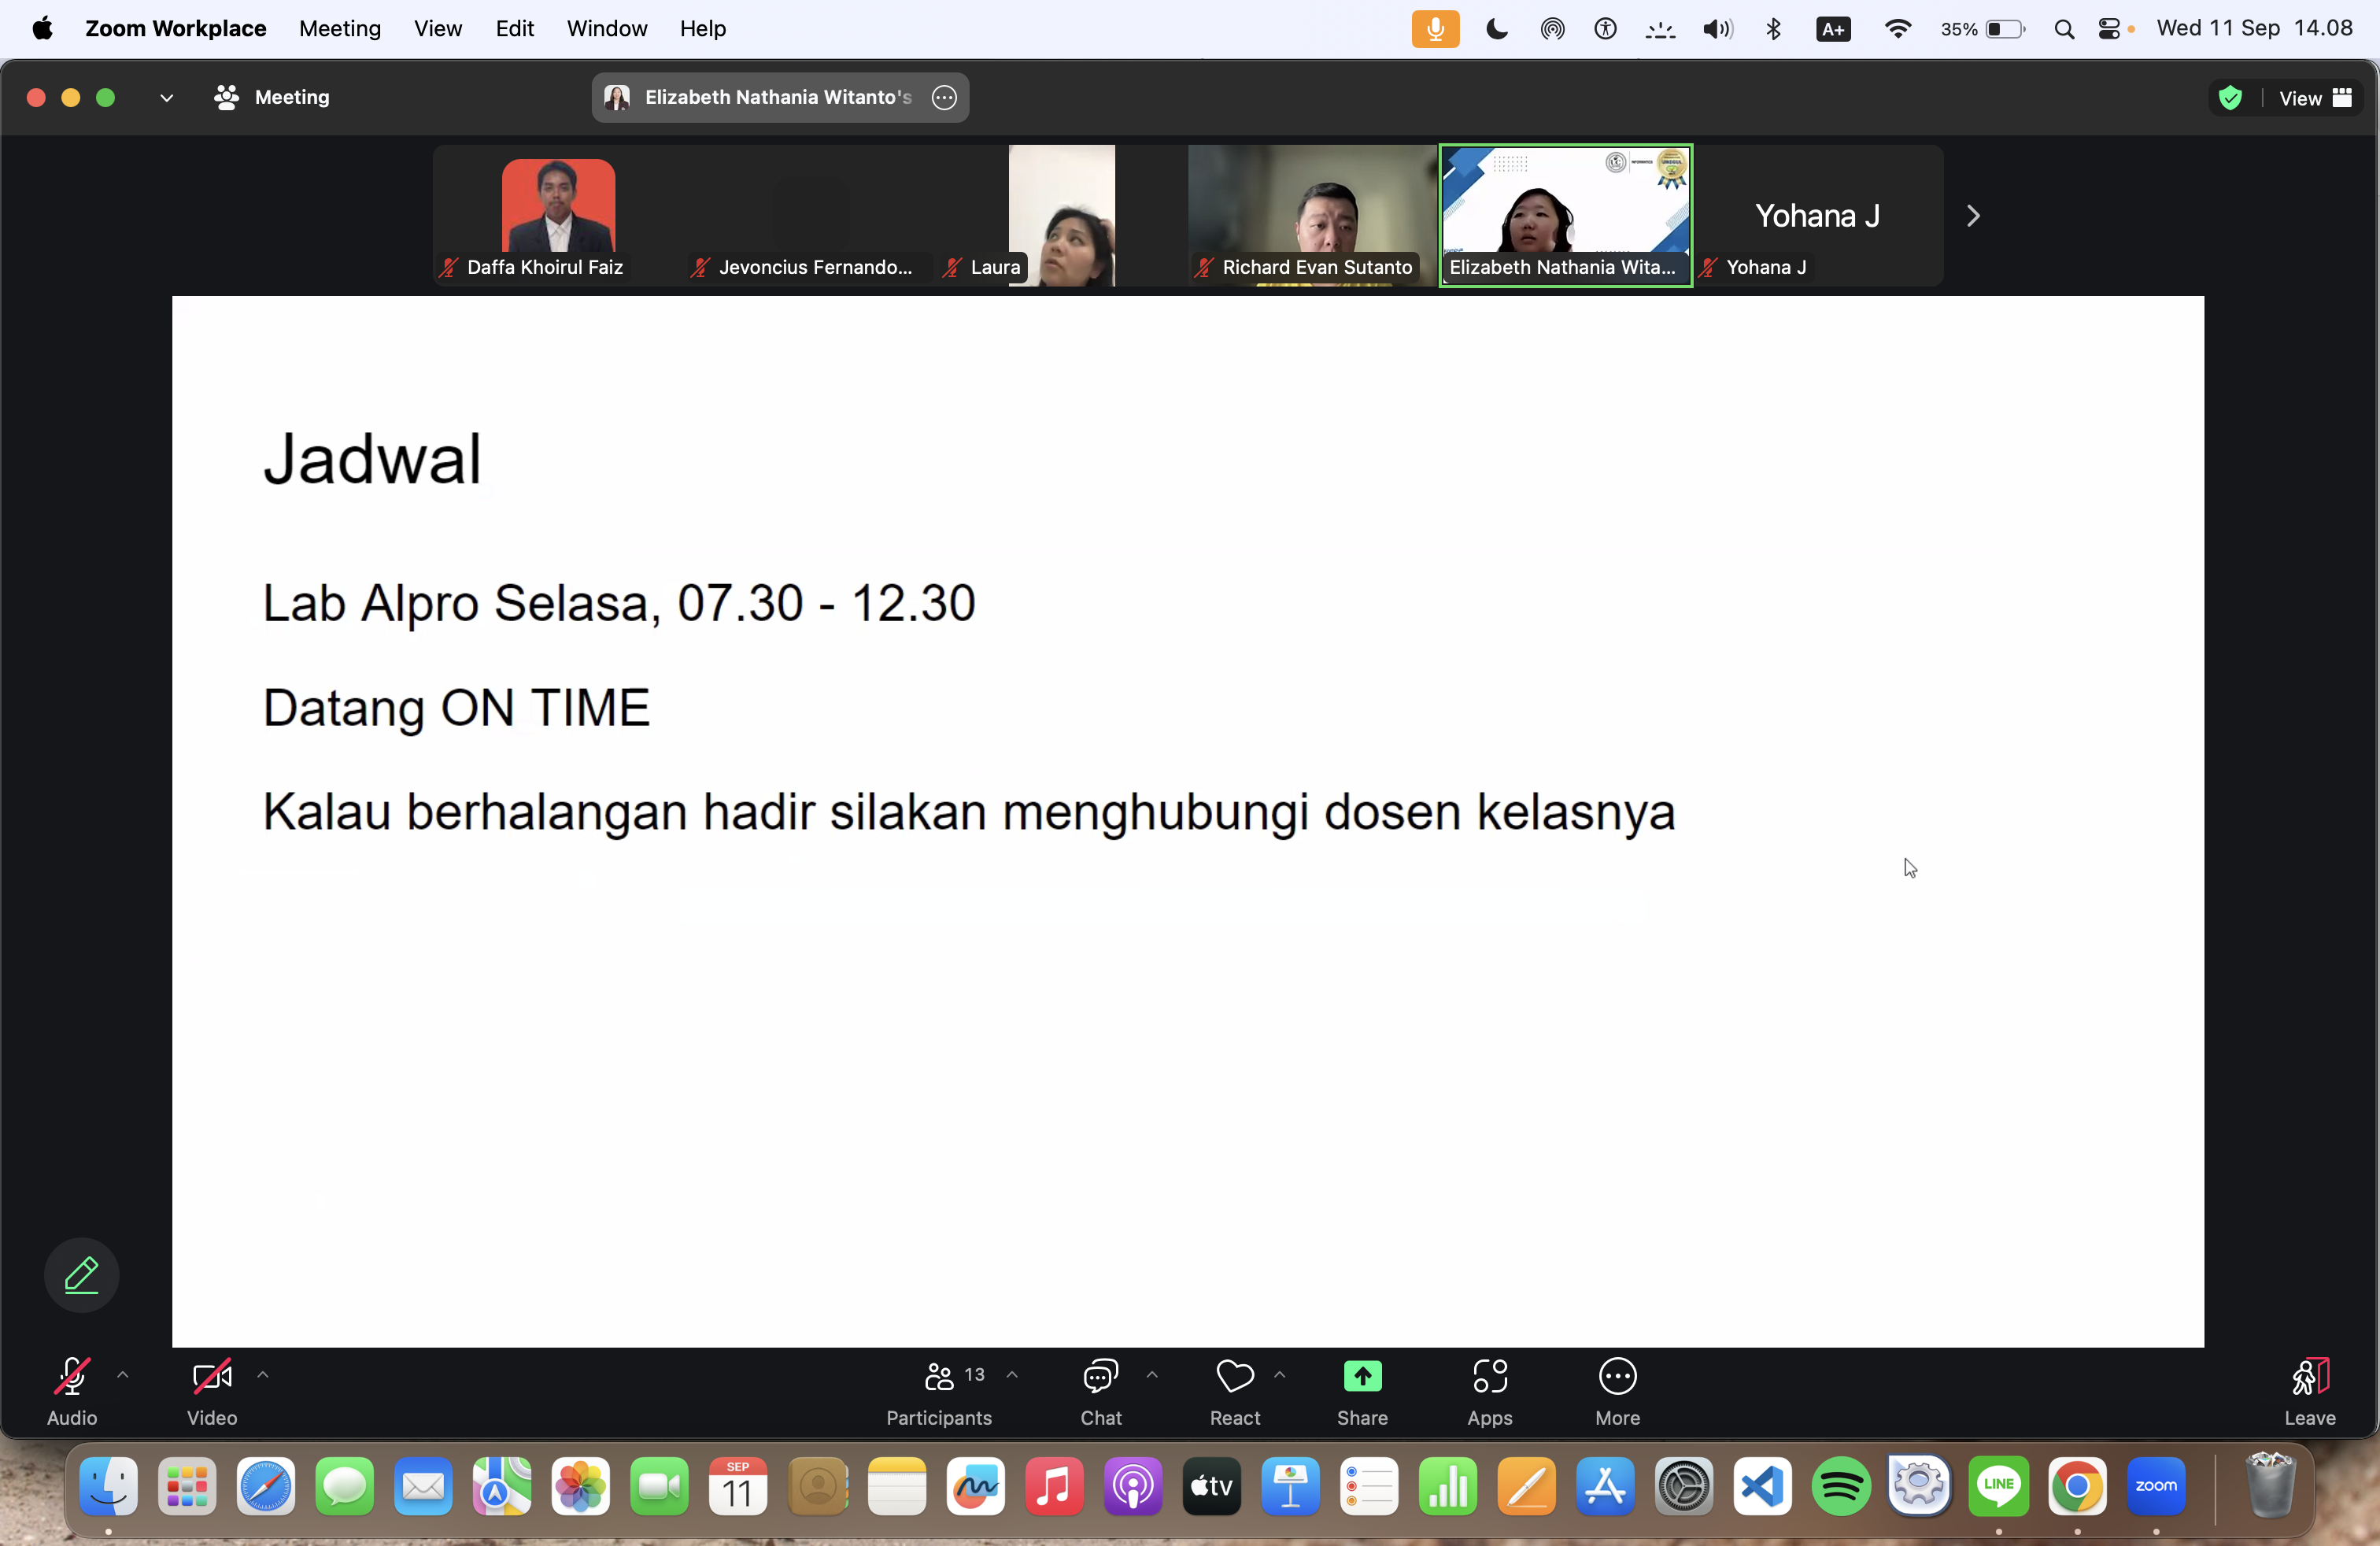 Zoom Workplace Meeting View Edit Window Help A+ 35% Wed 11 Sep 14.08
Meeting Elizabeth Nathania Witanto's View
Yohana J
Daffa Khoirul Faiz Jevoncius Fernando... Laura Richard Evan Sutanto Elizabeth Nathania Wita... Yohana J
Jadwal
Lab Alpro Selasa, 07.30 - 12.30
Datang ON TIME
Kalau berhalangan hadir silakan menghubungi dosen kelasnya
13
Audio Video Participants Chat React Share Apps More Leave
SEP
11
tv
LINE
zoom